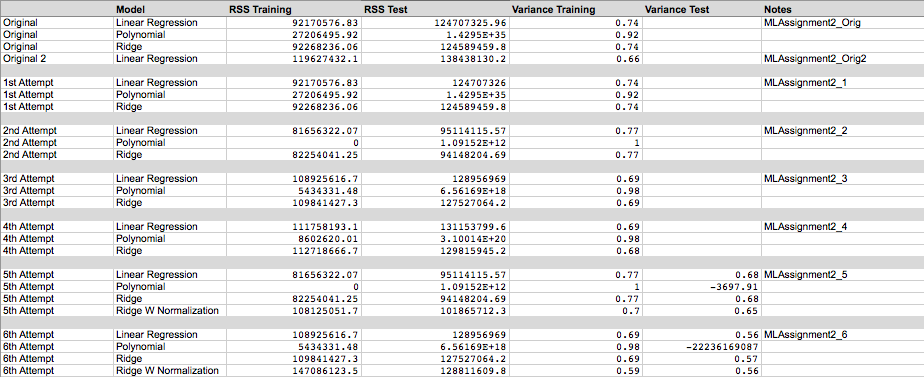 Model RSS Training RSS Test Variance Training Variance Test Notes
Original Linear Regression 92170576.83 124707325.96 0.74 MLAssignment2_Orig
Original Polynomial 27206495.92 1.4295E+35 0.92
Original Ridge 92268236.06 124589459.8 0.74
Original 2 Linear Regression 119627432.1 138438130.2 0.66 MLAssignment2_Orig2
1st Attempt Linear Regression 92170576.83 124707326 0.74 MLAssignment2_1
1st Attempt Polynomial 27206495.92 1.4295E+35 0.92
1st Attempt Ridge 92268236.06 124589459.8 0.74
2nd Attempt Linear Regression 81656322.07 95114115.57 0.77 MLAssignment2_2
2nd Attempt Polynomial 0 1.09152E+12 1
2nd Attempt Ridge 82254041.25 94148204.69 0.77
3rd Attempt Linear Regression 108925616.7 128956969 0.69 MLAssignment2_3
3rd Attempt Polynomial 5434331.48 6.56169E+18 0.98
3rd Attempt Ridge 109841427.3 127527064.2 0.69
4th Attempt Linear Regression 111758193.1 131153799.6 0.69 MLAssignment2_4
4th Attempt Polynomial 8602620.01 3.10014E+20 0.98
4th Attempt Ridge 112718666.7 129815945.2 0.68
5th Attempt Linear Regression 81656322.07 95114115.57 0.77 0.68 MLAssignment2_5
5th Attempt Polynomial 0 1.09152E+12 1 -3697.91
5th Attempt Ridge 82254041.25 94148204.69 0.77 0.68
5th Attempt Ridge W Normalization 108125051.7 101865712.3 0.7 0.65
6th Attempt Linear Regression 108925616.7 128956969 0.69 0.56 MLAssignment2_6
6th Attempt Polynomial 5434331.48 6.56169E+18 0.98 -22236169087
6th Attempt Ridge 109841427.3 127527064.2 0.69 0.57
6th Attempt Ridge W Normalization 147086123.5 128811609.8 0.59 0.56